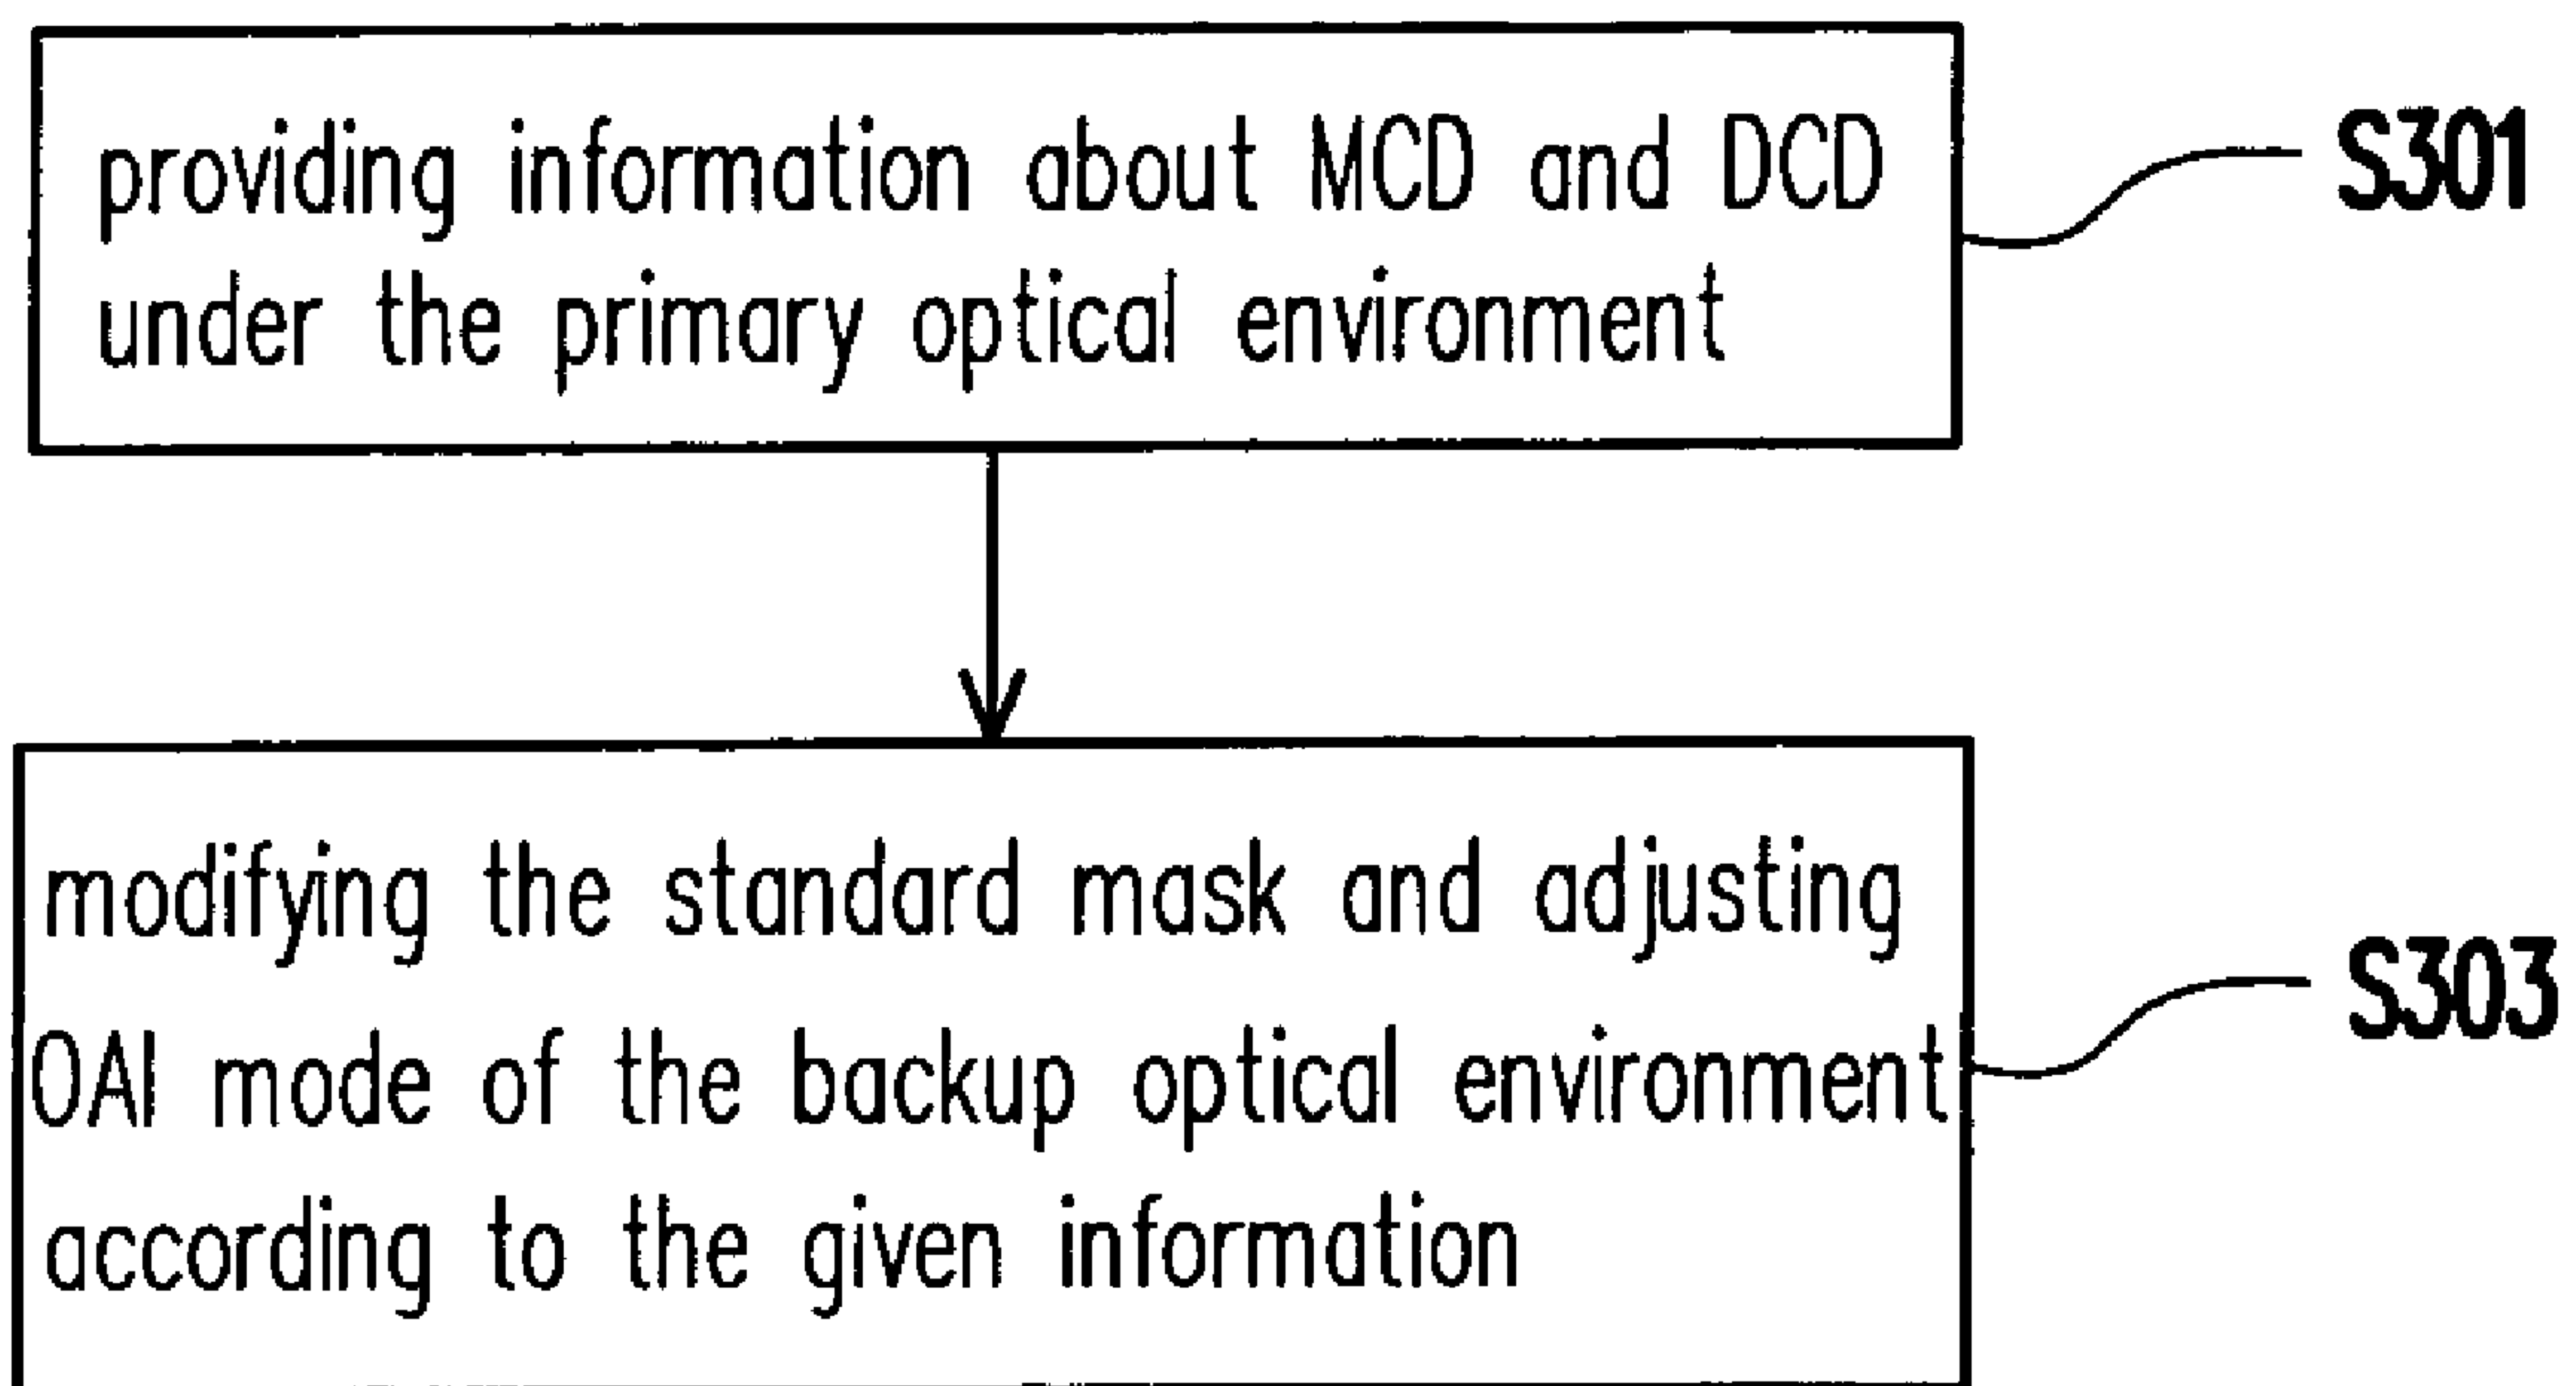 providing information about MCD and DCD
under the primary optical environment
S301
modifying the standard mask and adjusting
OAI mode of the backup optical environment
according to the given information
S303